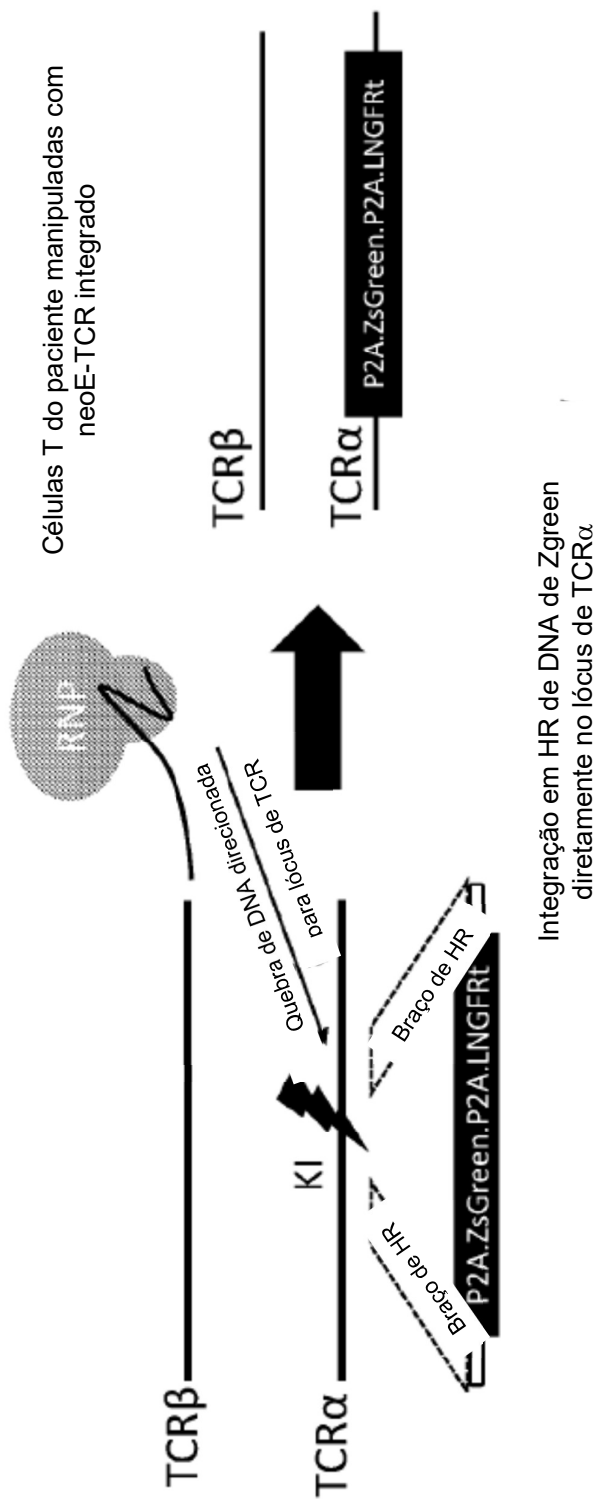 Células T do paciente manipuladas com
neoE-TCR integrado
RNP
TCRβ
Quebra de DNA direcionada
para lócus de TCR
KI
TCRα
Braço de HR
Braço de HR
P2A.ZsGreen.P2A.LNGFRt
TCRβ
TCRα
P2A.ZsGreen.P2A.LNGFRt
Integração em HR de DNA de Zgreen
diretamente no lócus de TCRα